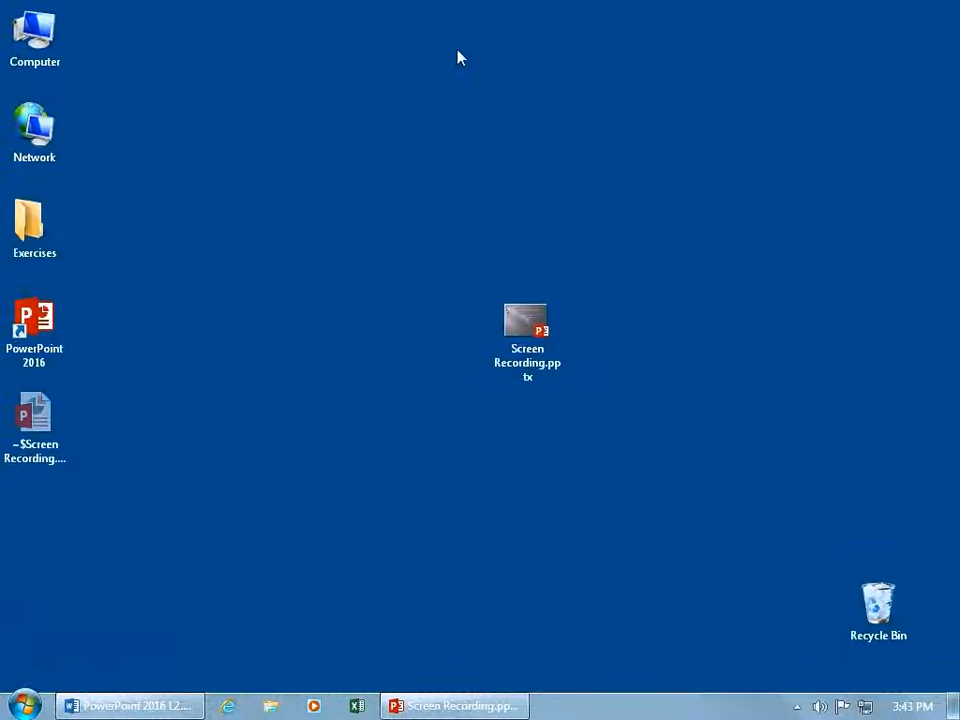 Computer
Network
Exercises
PowerPoint
2016
~$Screen
Recording....
Screen
Recording.pp
tx
Recycle Bin
PowerPoint 2016 L2....
Screen Recording.pp...
3:43 PM